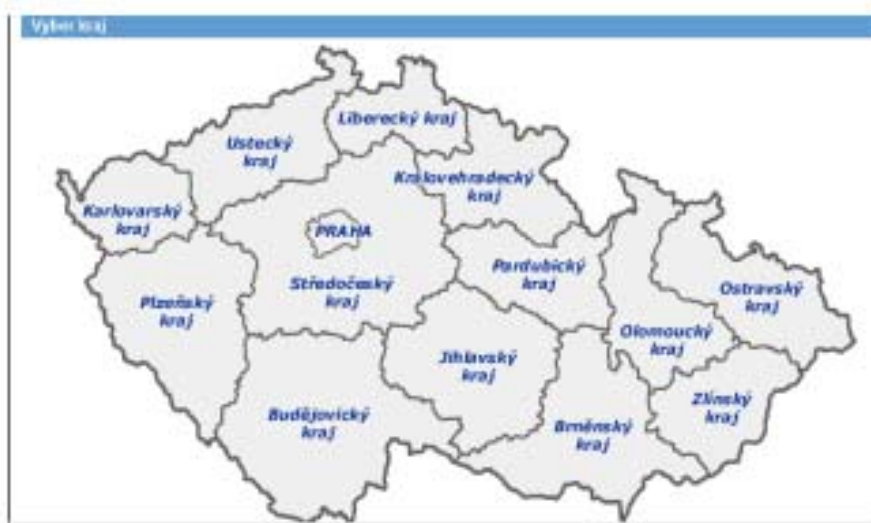 Vyber kraj
Liberecký kraj
Ustecký
kraj
Královehradecký
kraj
Karlovarský
kraj
PRAHA
Pardubický
kraj
Středočeský
kraj
Plzeňský
kraj
Ostravský
kraj
Olomoucký
kraj
Jihlavský
kraj
Zlínský
kraj
Budějovický
kraj
Brněnský
kraj